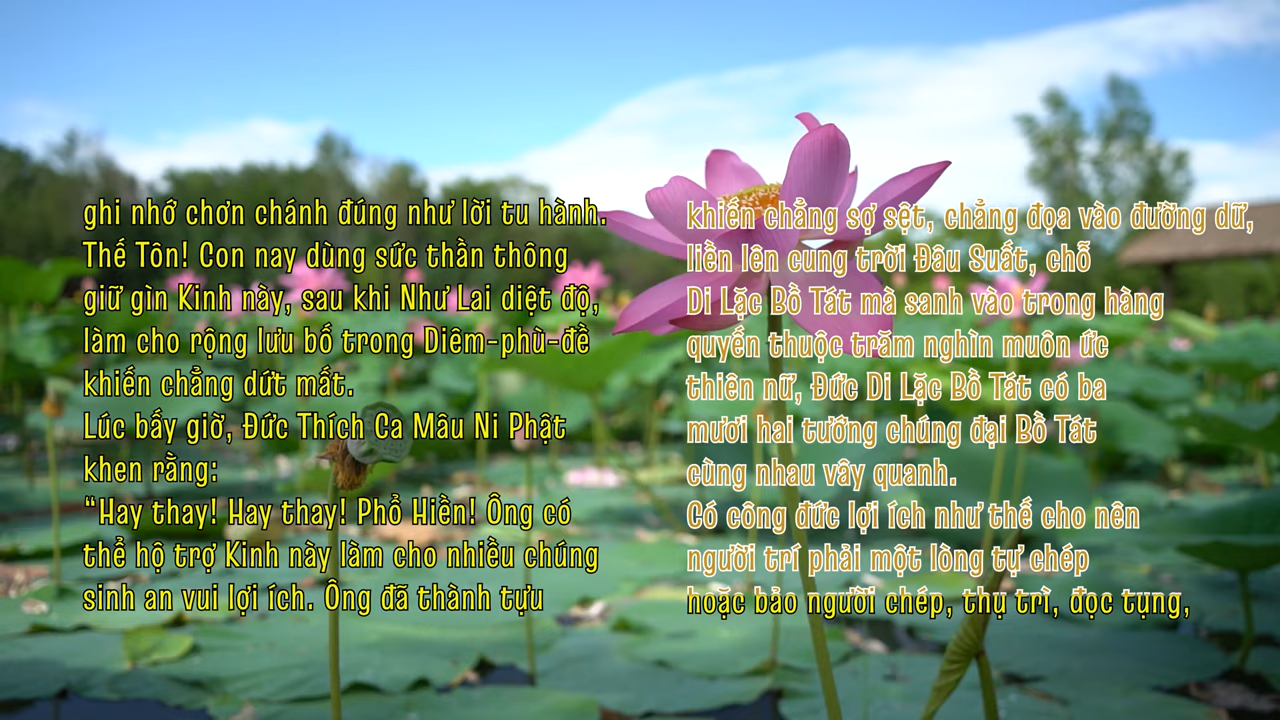 ghi nhớ chơn chánh đúng như lời tu hành.
Thế Tôn! Con nay dùng sức thần thông
giữ gìn Kinh này, sau khi Như Lai diệt độ,
làm cho rộng lưu bố trong Diêm-phù-đề
khiến chẳng dứt mất.
Lúc bấy giờ, Đức Thích Ca Mâu Ni Phật
khen rằng:
“Hay thay! Hay thay! Phổ Hiền! Ông có
thể hộ trợ Kinh này làm cho nhiều chúng
sinh an vui lợi ích. Ông đã thành tựu
khiến chẳng sợ sệt, chẳng đọa vào đường dữ,
liền lên cung trời Đâu Suất, chỗ
Di Lặc Bồ Tát mà sanh vào trong hàng
quyến thuộc trăm nghìn muôn ức
thiên nữ, Đức Di Lặc Bồ Tát có ba
mươi hai tướng chúng đại Bồ Tát
cùng nhau vây quanh.
Có công đức lợi ích như thế cho nên
người trí phải một lòng tự chép
hoặc bảo người chép, thụ trì, đọc tụng,